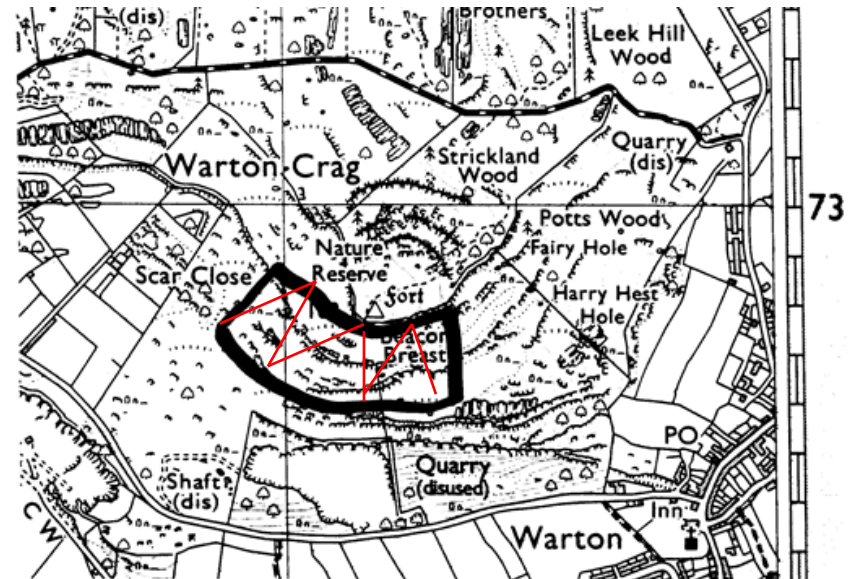 (dis)
Brothers
Leek Hill
Wood
Quarry
(dis)
Strickland
Wood
Warton Crag
73
Potts Wood
Nature
Reserve
Fairy Hole
Scar Close
fort
Harry Hest
Hole
Beacon
Breast
PO
Quarry
(disused)
Shaft
(dis)
Inn
C W
Warton